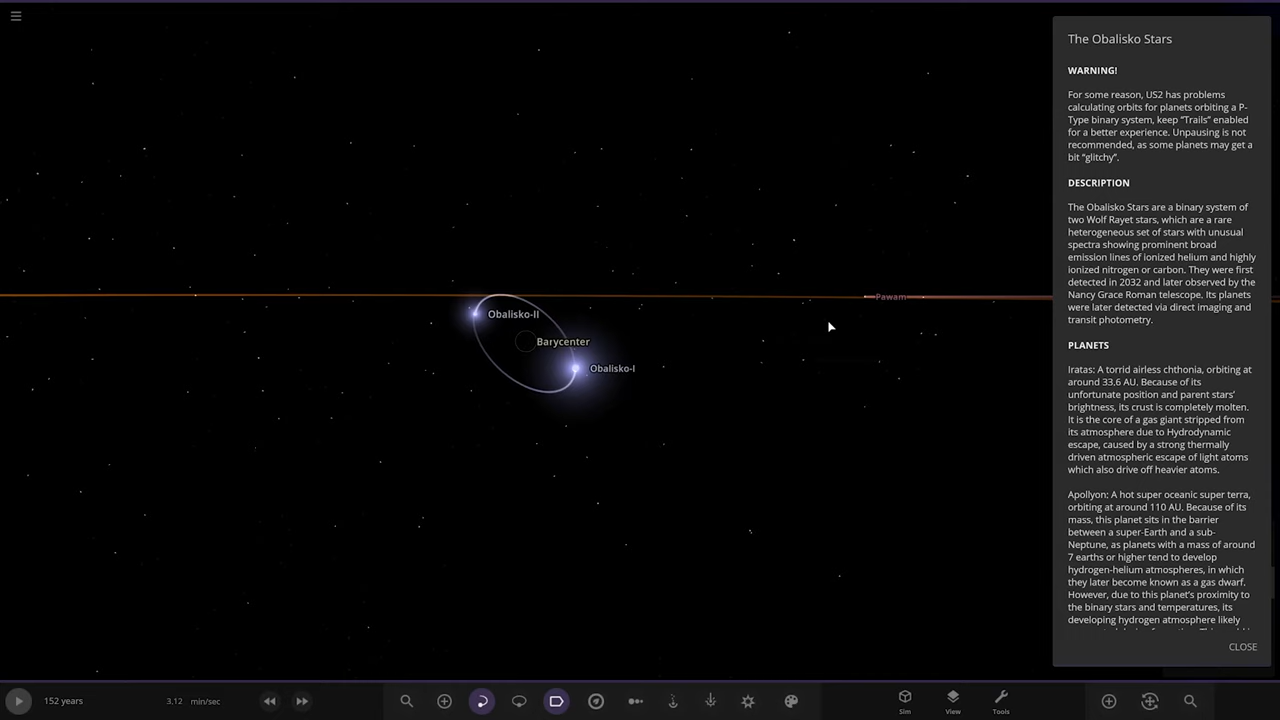 The Obalisko Stars
WARNING!
For some reason, US2 has problems
calculating orbits for planets orbiting a P-
Type binary system, keep "Trails" enabled
for a better experience. Unpausing is not
recommended, as some planets may get a
bit "glitchy".
DESCRIPTION
The Obalisko Stars are a binary system of
two Wolf Rayet stars, which are a rare
heterogeneous set of stars with unusual
spectra showing prominent broad
emission lines of ionized helium and highly
ionized nitrogen or carbon. They were first
detected in 2032 and later observed by the
Nancy Grace Roman telescope. Its planets
were later detected via direct imaging and
transit photometry.
PLANETS
Iratas: A torrid airless chthonia, orbiting at
around 33.6 AU. Because of its
unfortunate position and parent stars'
brightness, its crust is completely molten.
It is the core of a gas giant stripped from
its atmosphere due to Hydrodynamic
escape, caused by a strong thermally
driven atmospheric escape of light atoms
which also drive off heavier atoms.
Apollyon: A hot super oceanic super terra,
orbiting at around 110 AU. Because of its
mass, this planet sits in the barrier
between a super-Earth and a sub-
Neptune, as planets with a mass of around
7 earths or higher tend to develop
hydrogen-helium atmospheres, in which
they later become known as a gas dwarf.
However, due to this planet's proximity to
the binary stars and temperatures, its
developing hydrogen atmosphere likely
CLOSE
Pawam
Obalisko-II
Barycenter
Obalisko-I
152 years
3.12 min/sec
Sim
View
Tools